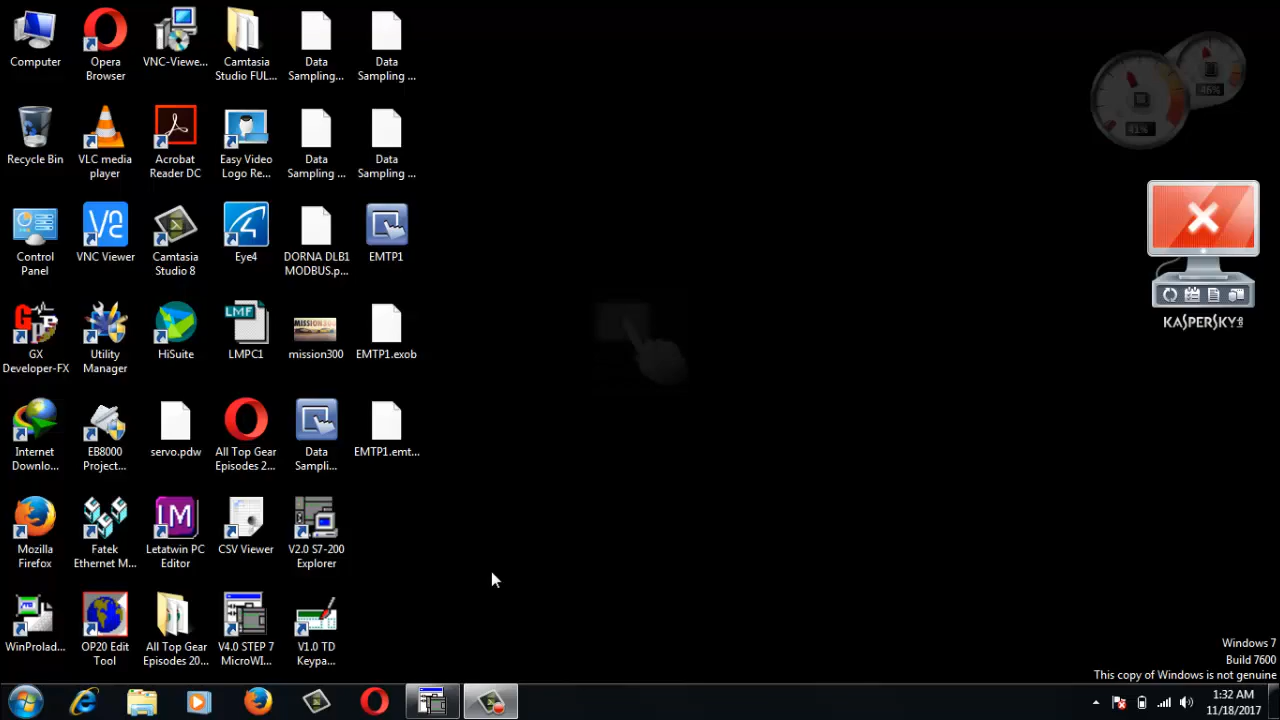 Computer
Opera
Browser
VNC-Viewe...
Camtasia
Studio FUL...
Data
Sampling...
Data
Sampling ...
Recycle Bin
VLC media
player
Acrobat
Reader DC
Easy Video
Logo Re...
Data
Sampling ...
Data
Sampling ...
Control
Panel
VNC Viewer
Camtasia
Studio 8
Eye4
DORNA DLB1
MODBUS.p...
EMTP1
GX
Developer-FX
Utility
Manager
HiSuite
LMF
LMPC1
mission300
EMTP1.exob
Internet
Downlo...
EB8000
Project...
servo.pdw
All Top Gear
Episodes 2...
Data
Sampli...
EMTP1.emt...
Mozilla
Firefox
Fatek
Ethernet M...
LM
Letatwin PC
Editor
CSV Viewer
V2.0 S7-200
Explorer
WinProlad...
OP20 Edit
Tool
All Top Gear
Episodes 20...
V4.0 STEP 7
MicroWI...
V1.0 TD
Keypa...
46%
41%
KASPERSKY
Windows 7
Build 7600
This copy of Windows is not genuine
1:32 AM
11/18/2017